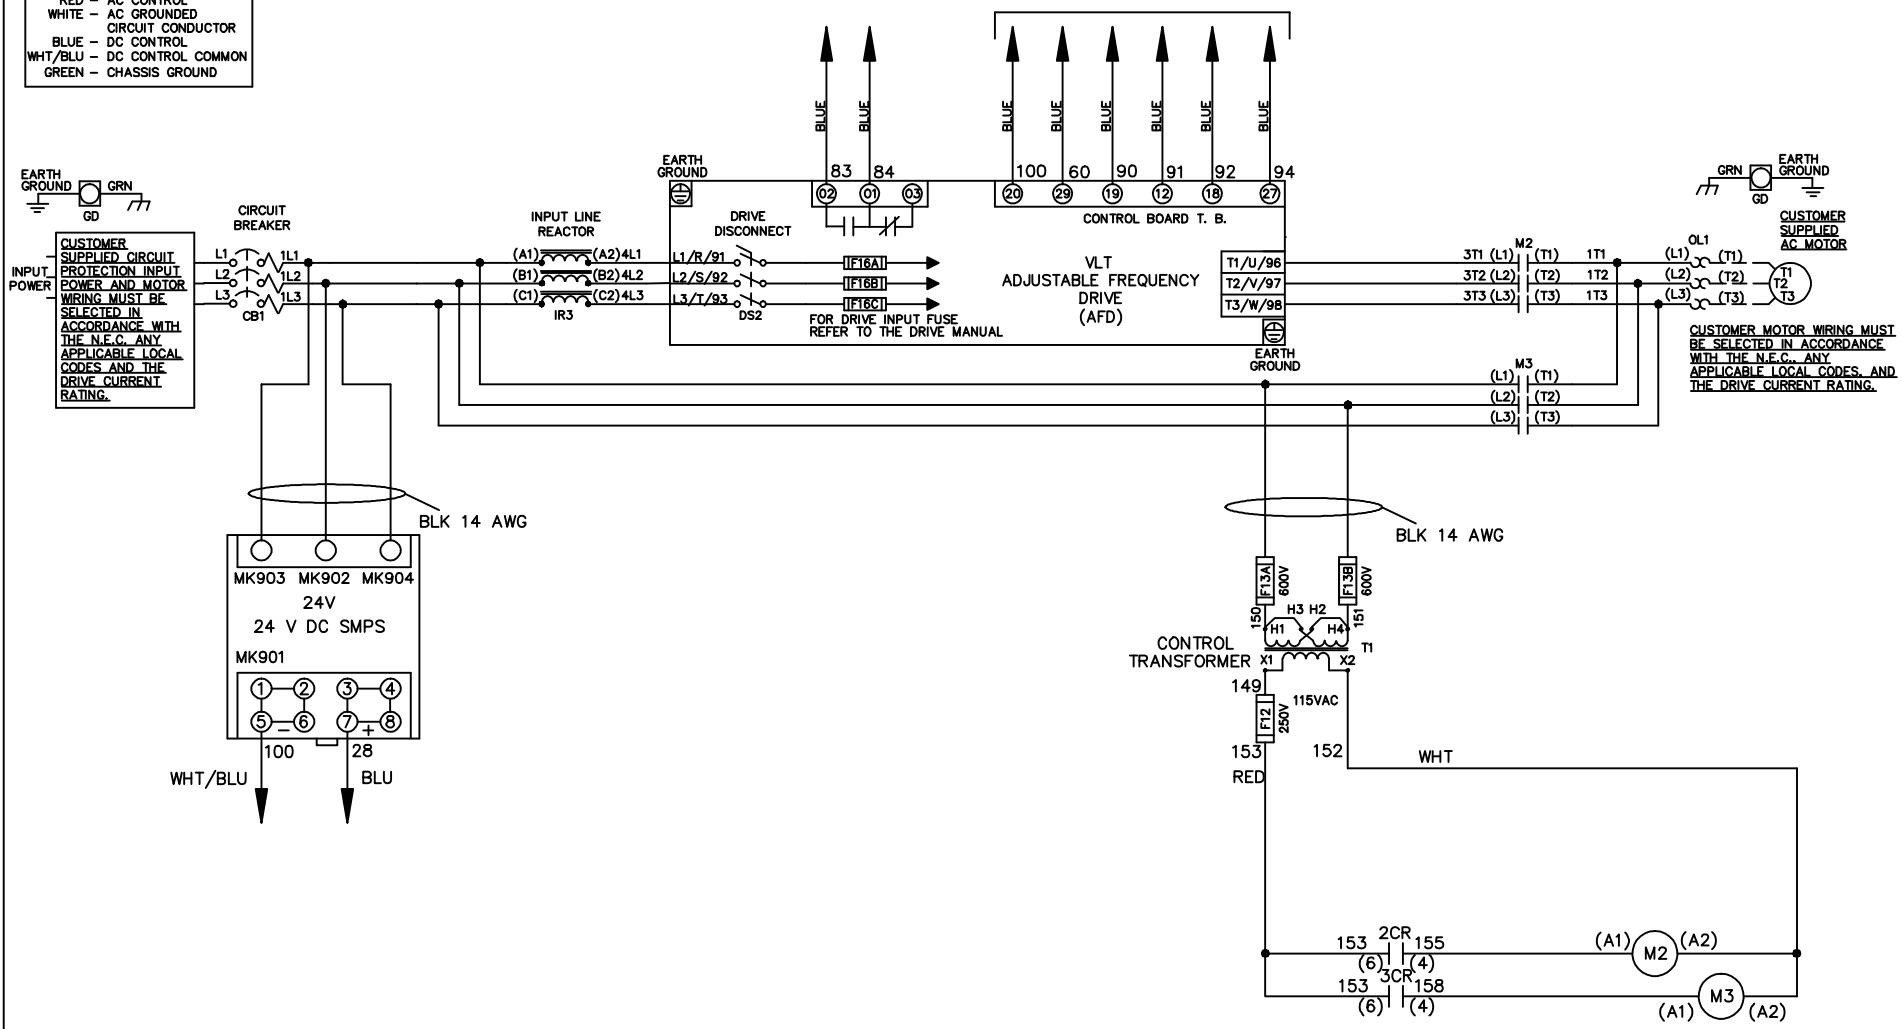 RED - AC CONTROL
WHITE - AC GROUNDED
CIRCUIT CONDUCTOR
BLUE - DC CONTROL
WHT/BLU - DC CONTROL COMMON
GREEN - CHASSIS GROUND
BLUE
BLUE
BLUE
BLUE
BLUE
BLUE
BLUE
BLUE
EARTH
GROUND
GRN
GD
CIRCUIT
BREAKER
INPUT LINE
REACTOR
EARTH
GROUND
DRIVE
DISCONNECT
83 84
02 01 03
100 60 90 91 92 94
20 29 19 12 18 27
CONTROL BOARD T. B.
GRN
EARTH
GROUND
GD
CUSTOMER
SUPPLIED
AC MOTOR
INPUT
POWER
CUSTOMER
SUPPLIED CIRCUIT
PROTECTION INPUT
POWER AND MOTOR
WIRING MUST BE
SELECTED IN
ACCORDANCE WITH
THE N.E.C. ANY
APPLICABLE LOCAL
CODES AND THE
DRIVE CURRENT
RATING.
L1 1L1
L2 1L2
L3 1L3
CB1
(A1) (A2) 4L1
(B1) (B2) 4L2
(C1) (C2) 4L3
IR3
L1/R/91
L2/S/92
L3/T/93
DS2
F16A
F16B
F16C
FOR DRIVE INPUT FUSE
REFER TO THE DRIVE MANUAL
VLT
ADJUSTABLE FREQUENCY
DRIVE
(AFD)
T1/U/96
T2/V/97
T3/W/98
EARTH
GROUND
M2
3T1 (L1) (T1) 1T1
3T2 (L2) (T2) 1T2
3T3 (L3) (T3) 1T3
OL1
(L1) (T1)
(L2) (T2)
(L3) (T3)
T1
T2
T3
CUSTOMER MOTOR WIRING MUST
BE SELECTED IN ACCORDANCE
WITH THE N.E.C., ANY
APPLICABLE LOCAL CODES, AND
THE DRIVE CURRENT RATING.
M3
(L1) (T1)
(L2) (T2)
(L3) (T3)
BLK 14 AWG
BLK 14 AWG
MK903 MK902 MK904
24V
24 V DC SMPS
MK901
1 2 3 4
5 6 7 8
- +
100 28
WHT/BLU BLU
F13A 600V
F13B 600V
150 151
H3 H2
H1 H4
T1
CONTROL
TRANSFORMER
X1 X2
149
115VAC
F12 250V
153 152
RED
WHT
2CR
153 155
(6) (4)
(A1) M2 (A2)
3CR
153 158
(6) (4)
(A1) M3 (A2)